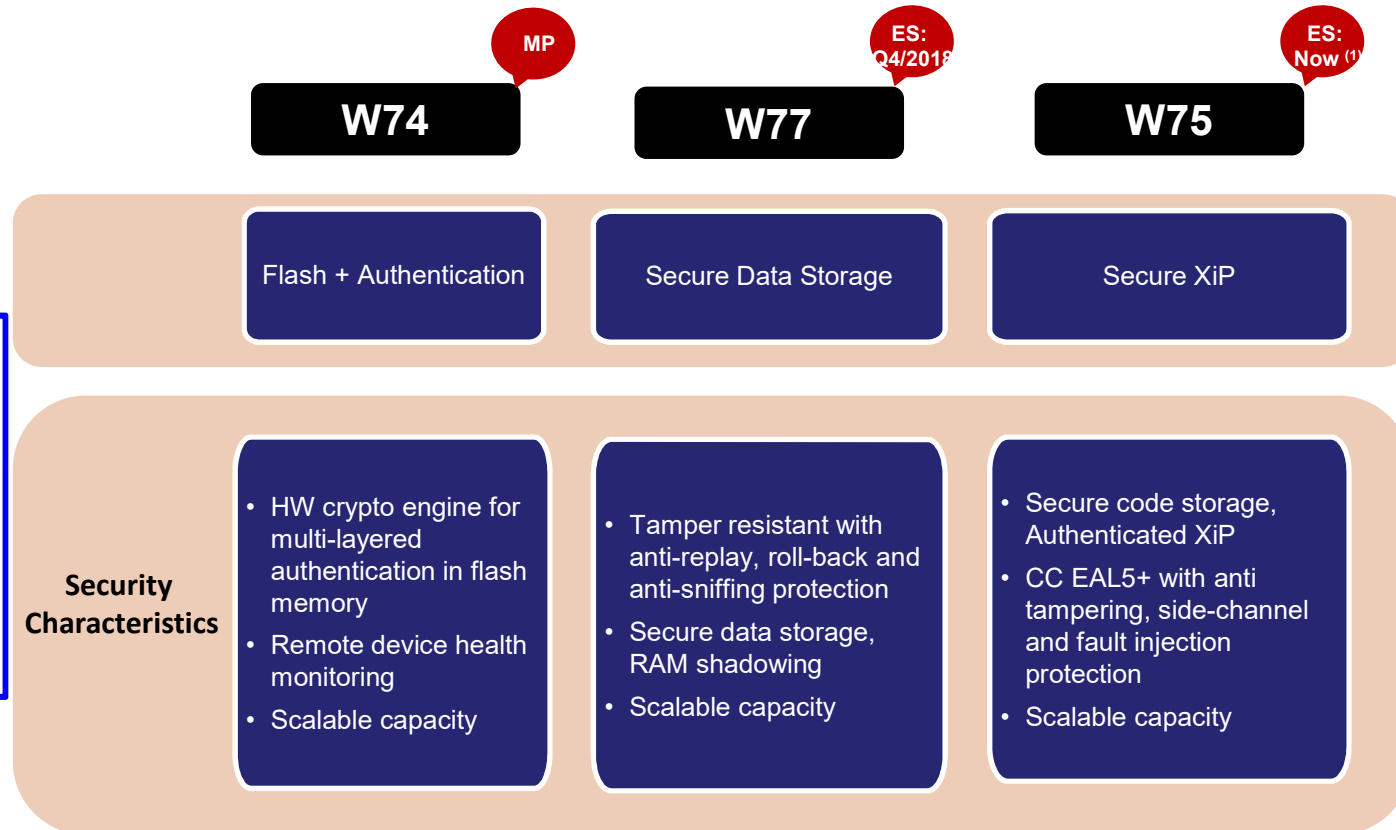 MP
ES:
Q4/2018
ES:
Now (1)
W74
W77
W75
Flash + Authentication
Secure Data Storage
Secure XiP
Security
Characteristics
• HW crypto engine for
multi-layered
authentication in flash
memory
• Remote device health
monitoring
• Scalable capacity
• Tamper resistant with
anti-replay, roll-back and
anti-sniffing protection
• Secure data storage,
RAM shadowing
• Scalable capacity
• Secure code storage,
Authenticated XiP
• CC EAL5+ with anti
tampering, side-channel
and fault injection
protection
• Scalable capacity